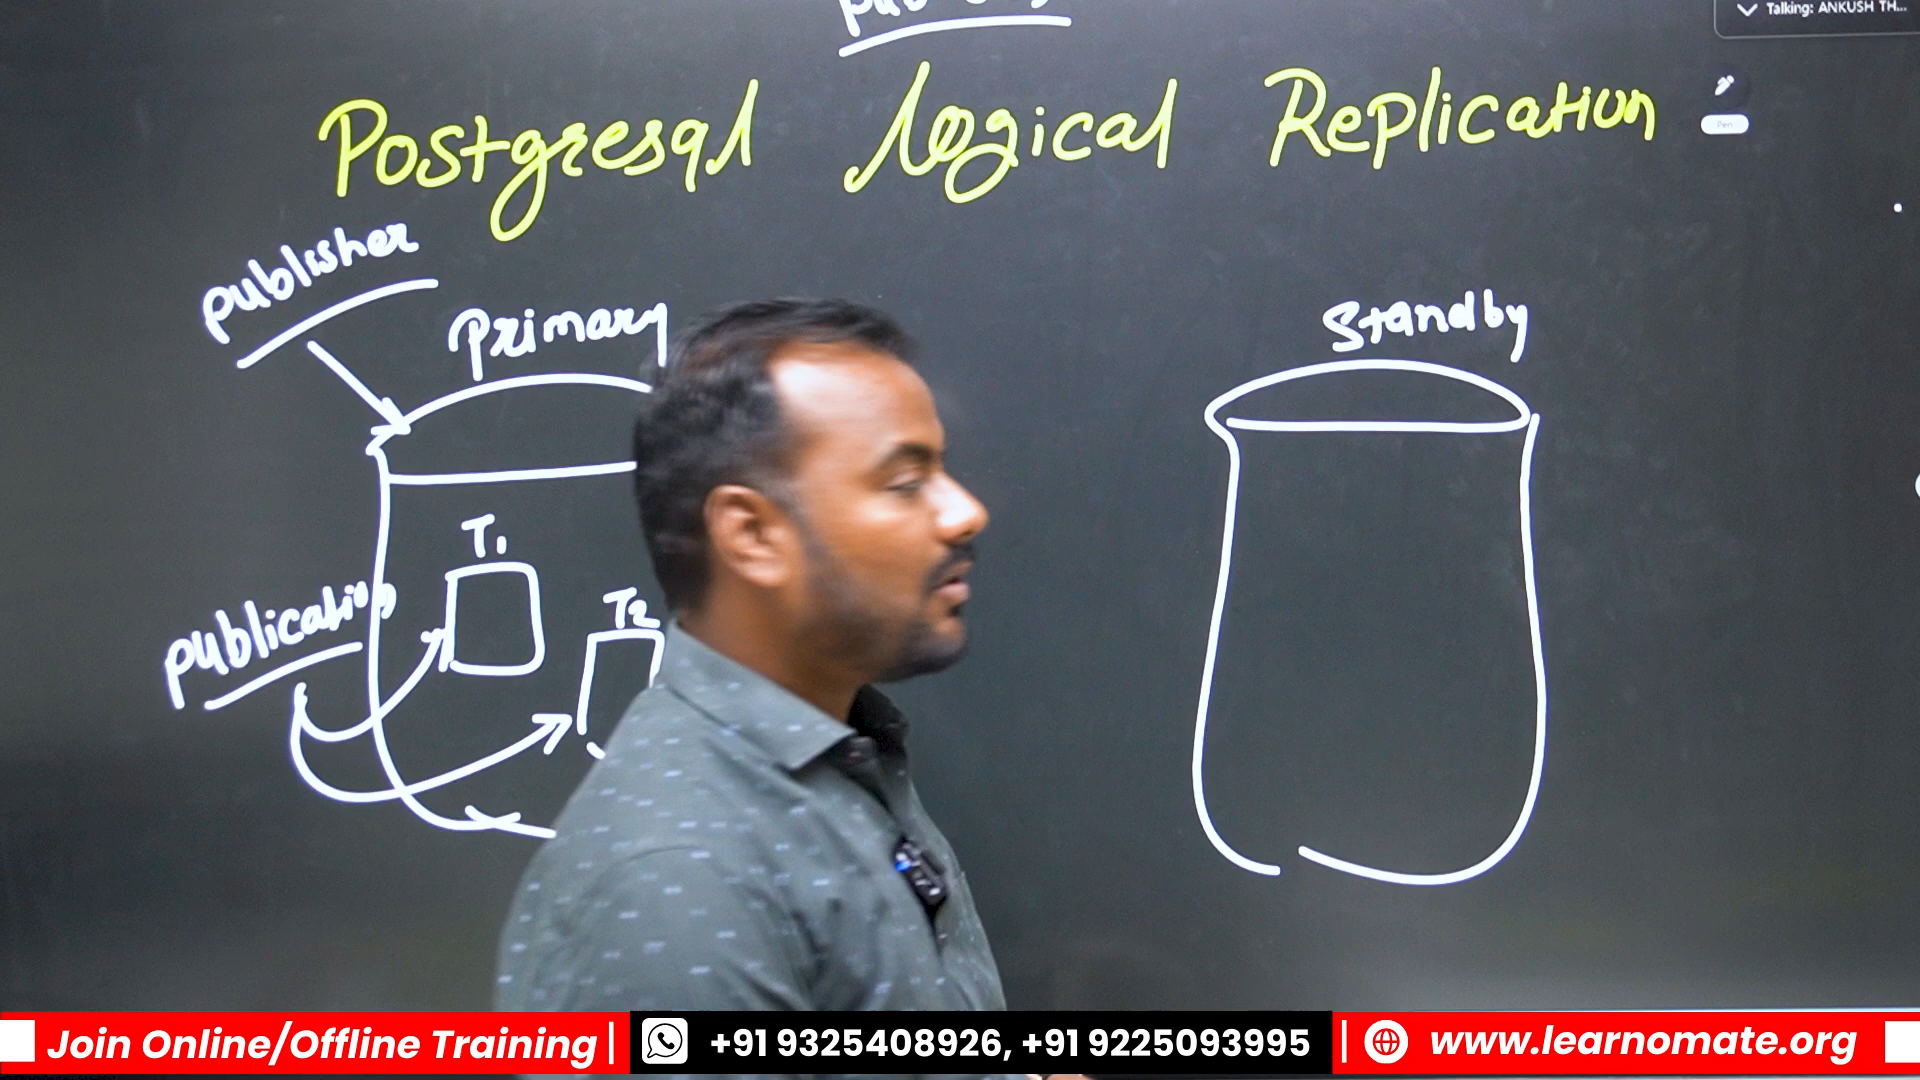 Talking: ANKUSH TH...
Postgresql logical Replication
Pen
publisher
Primary
Standby
T1
T2
publication
Join Online/Offline Training
+91 9325408926, +91 9225093995
www.learnomate.org